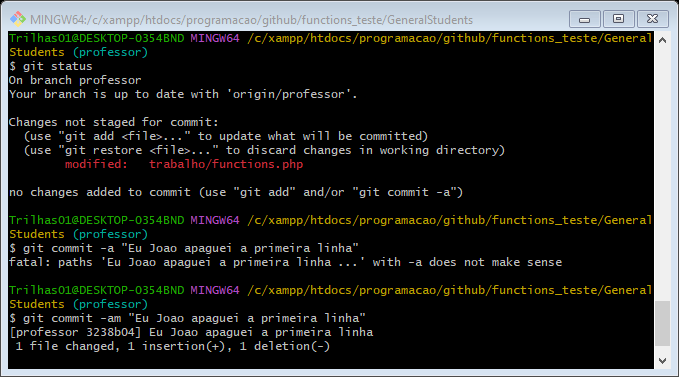 MINGW64:/c/xampp/htdocs/programacao/github/functions_teste/GeneralStudents
Trilhas01@DESKTOP-0354BND MINGW64 /c/xampp/htdocs/programacao/github/functions_teste/General
Students (professor)
$ git status
On branch professor
Your branch is up to date with 'origin/professor'.
Changes not staged for commit:
(use "git add <file>..." to update what will be committed)
(use "git restore <file>..." to discard changes in working directory)
modified: trabalho/functions.php
no changes added to commit (use "git add" and/or "git commit -a")
Trilhas01@DESKTOP-0354BND MINGW64 /c/xampp/htdocs/programacao/github/functions_teste/General
Students (professor)
$ git commit -a "Eu Joao apaguei a primeira linha"
fatal: paths 'Eu Joao apaguei a primeira linha ...' with -a does not make sense
Trilhas01@DESKTOP-0354BND MINGW64 /c/xampp/htdocs/programacao/github/functions_teste/General
Students (professor)
$ git commit -am "Eu Joao apaguei a primeira linha"
[professor 3238b04] Eu Joao apaguei a primeira linha
1 file changed, 1 insertion(+), 1 deletion(-)